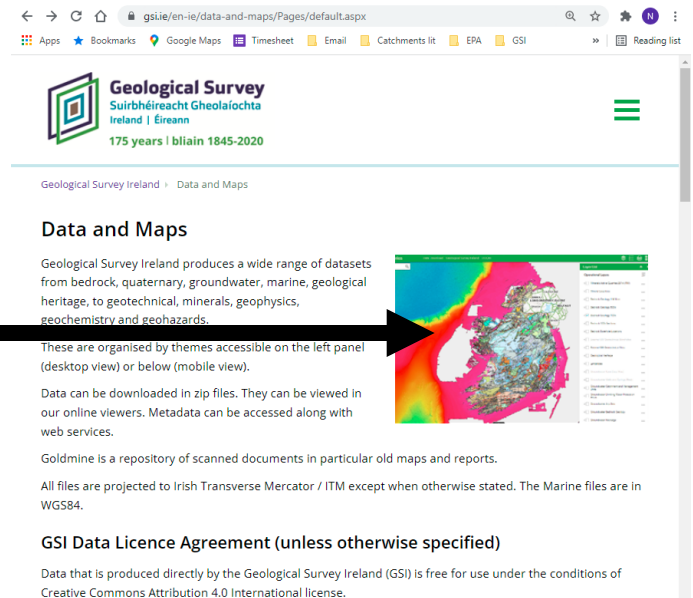 gsi.ie/en-ie/data-and-maps/Pages/default.aspx
N
Apps Bookmarks Google Maps Timesheet Email Catchments lit EPA GSI » Reading list
Geological Survey
Suirbhéireacht Gheolaíochta
Ireland | Éireann
175 years | bliain 1845-2020
Geological Survey Ireland › Data and Maps
Data and Maps
Geological Survey Ireland produces a wide range of datasets
from bedrock, quaternary, groundwater, marine, geological
heritage, to geotechnical, minerals, geophysics,
geochemistry and geohazards.
These are organised by themes accessible on the left panel
(desktop view) or below (mobile view).
Data can be downloaded in zip files. They can be viewed in
our online viewers. Metadata can be accessed along with
web services.
Goldmine is a repository of scanned documents in particular old maps and reports.
All files are projected to Irish Transverse Mercator / ITM except when otherwise stated. The Marine files are in
WGS84.
GSI Data Licence Agreement (unless otherwise specified)
Data that is produced directly by the Geological Survey Ireland (GSI) is free for use under the conditions of
Creative Commons Attribution 4.0 International license.